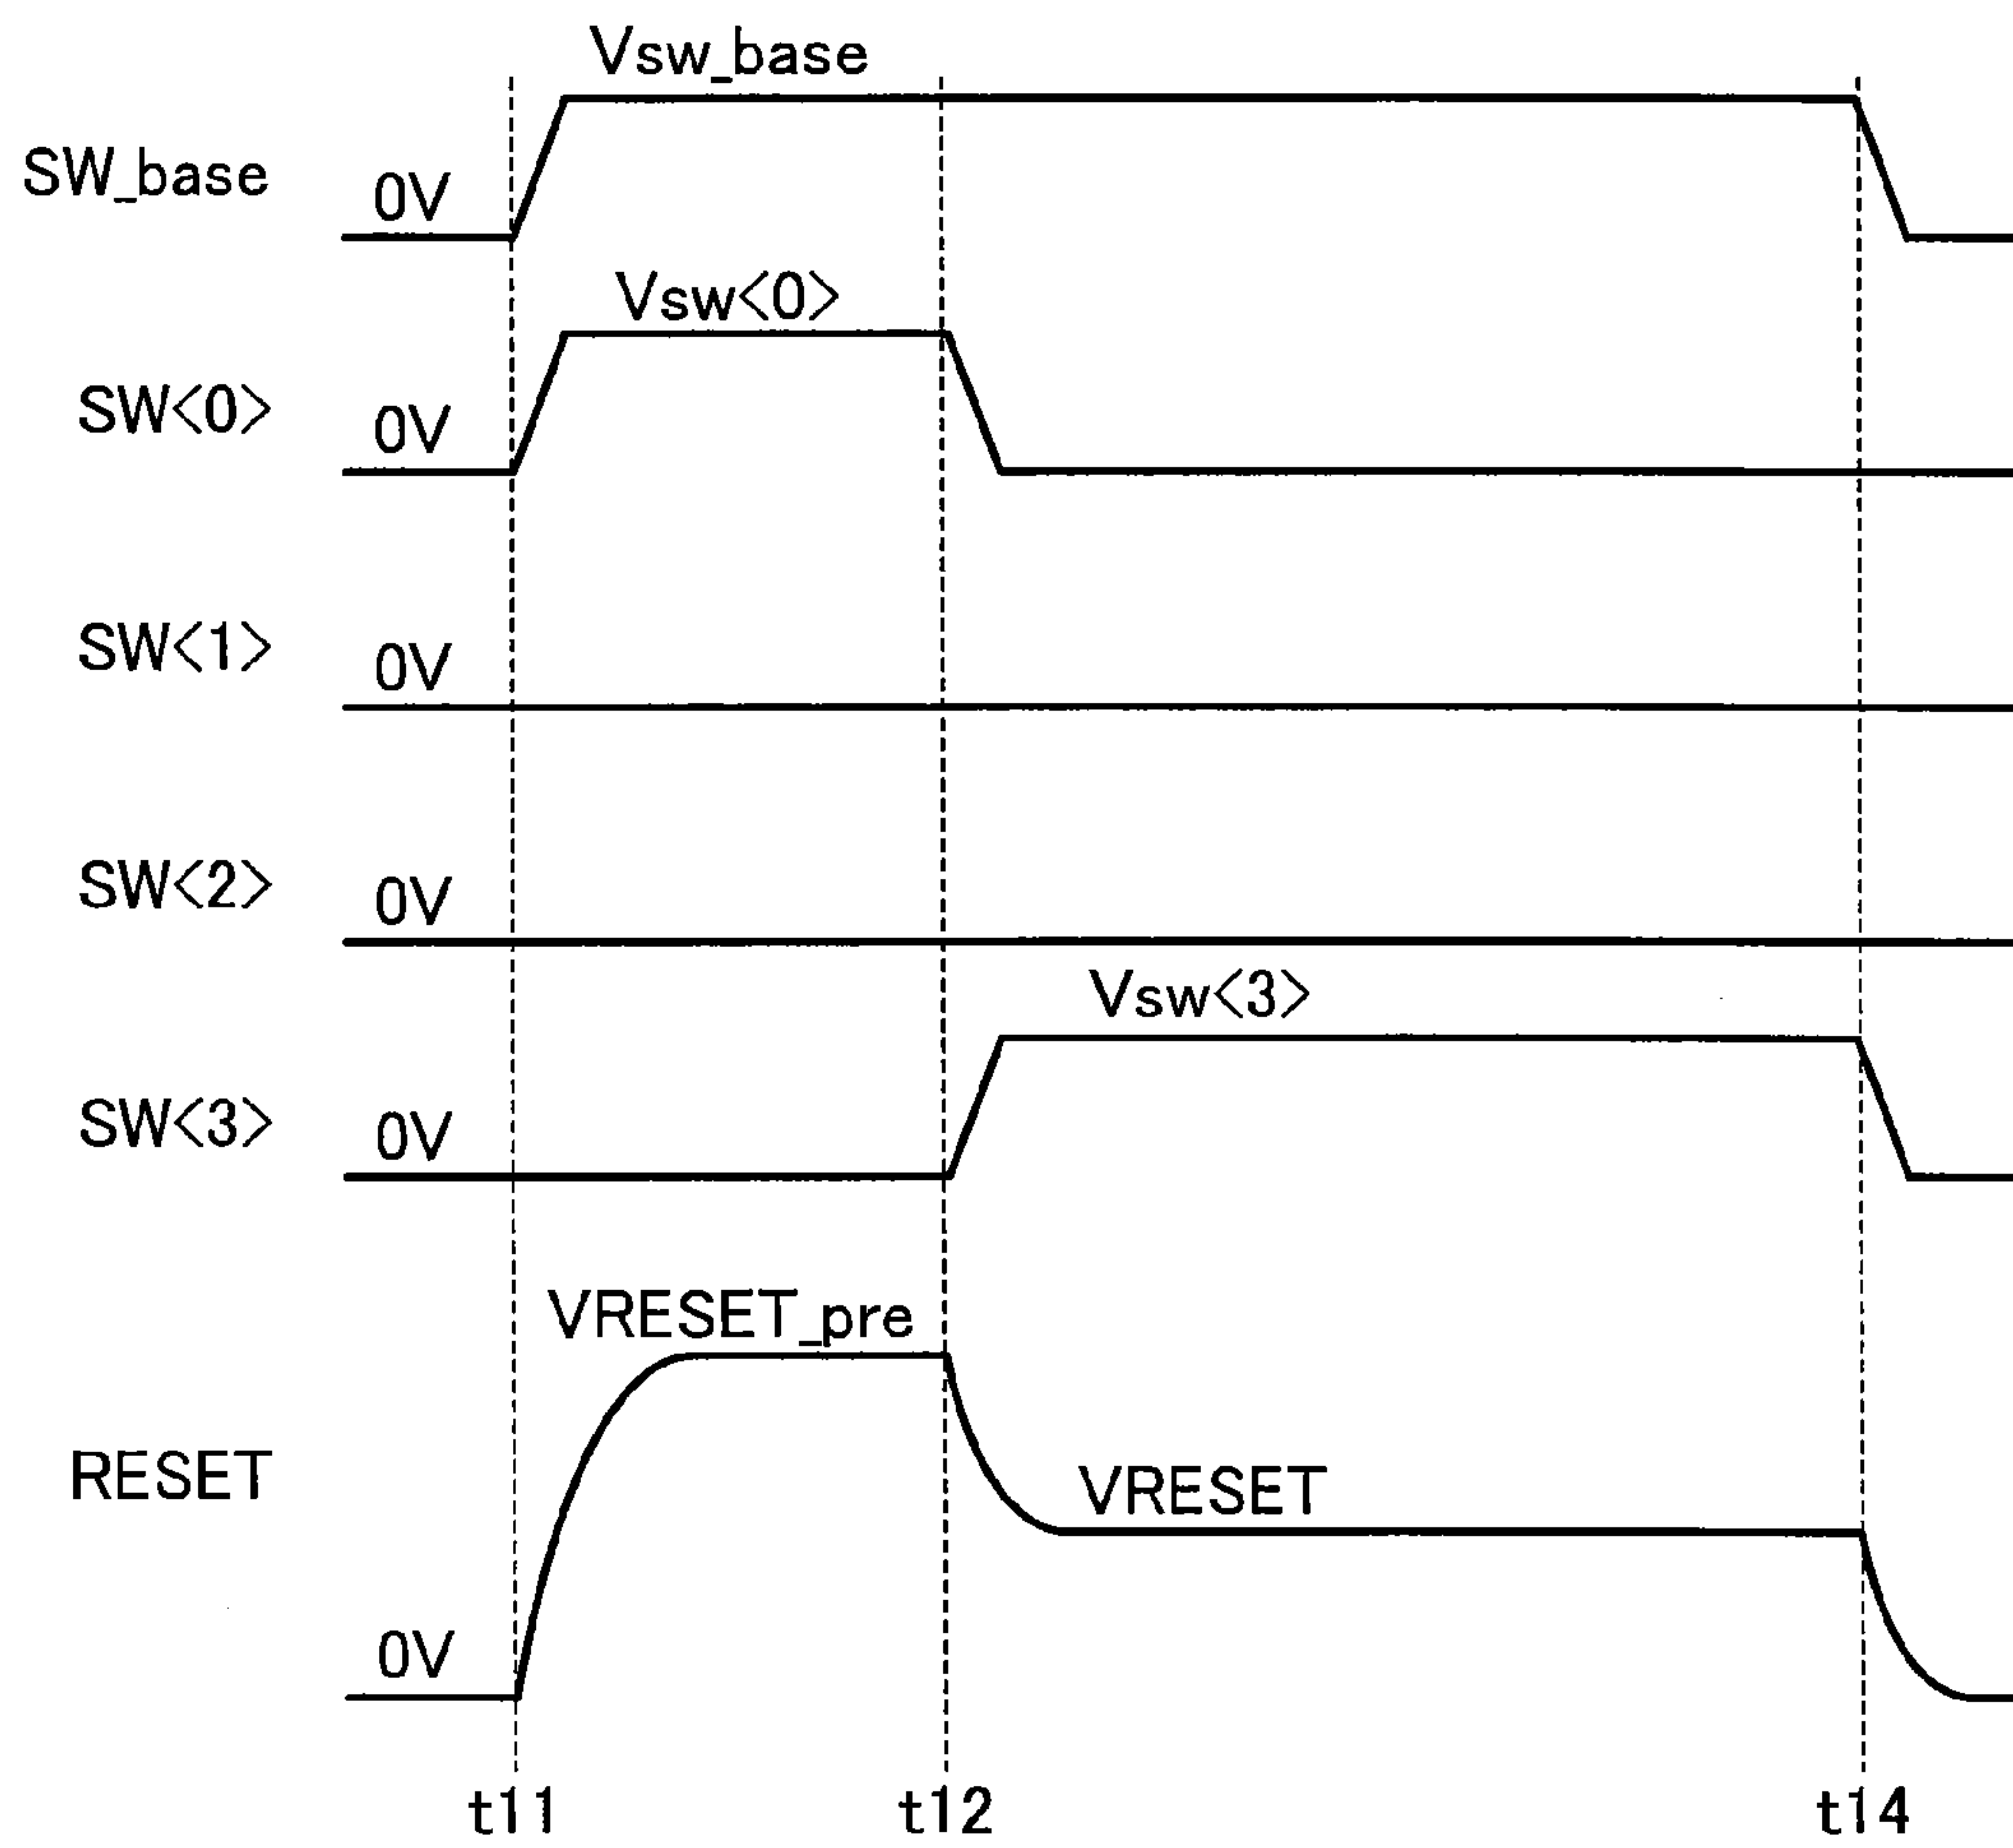 Vsw_base
SW_base 0V
Vsw<0>
SW<0> 0V
SW<1> 0V
SW<2> 0V
Vsw<3>
SW<3> 0V
VRESET_pre
RESET
VRESET
0V
t11 t12 t14